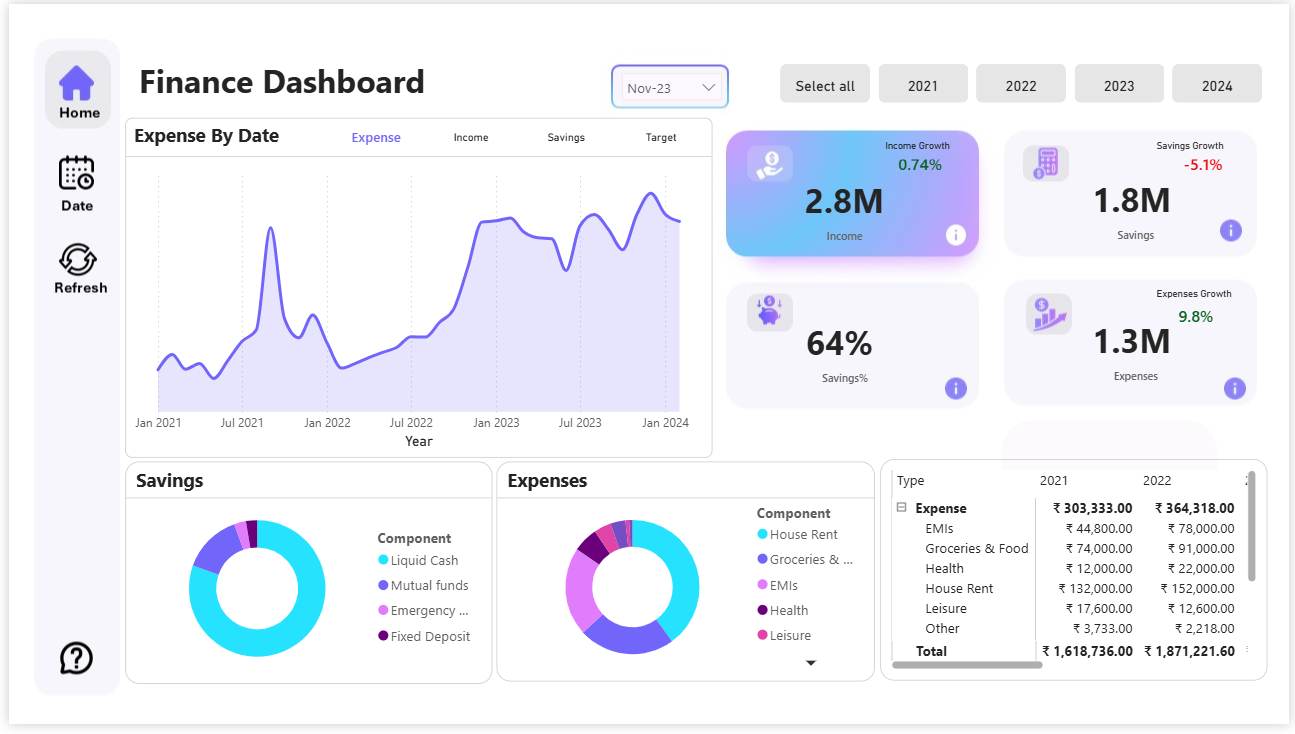 Home
Date
Refresh
Finance Dashboard
Nov-23
Select all
2021
2022
2023
2024
Expense By Date
Expense
Income
Savings
Target
Jan 2021
Jul 2021
Jan 2022
Jul 2022
Jan 2023
Jul 2023
Jan 2024
Year
Income Growth
0.74%
2.8M
Income
Savings Growth
-5.1%
1.8M
Savings
64%
Savings%
Expenses Growth
9.8%
1.3M
Expenses
Savings
Component
Liquid Cash
Mutual funds
Emergency ...
Fixed Deposit
Expenses
Component
House Rent
Groceries & ...
EMIs
Health
Leisure
Type 2021 2022
Expense ₹ 303,333.00 ₹ 364,318.00
EMIs ₹ 44,800.00 ₹ 78,000.00
Groceries & Food ₹ 74,000.00 ₹ 91,000.00
Health ₹ 12,000.00 ₹ 22,000.00
House Rent ₹ 132,000.00 ₹ 152,000.00
Leisure ₹ 17,600.00 ₹ 12,600.00
Other ₹ 3,733.00 ₹ 2,218.00
Total ₹ 1,618,736.00 ₹ 1,871,221.60